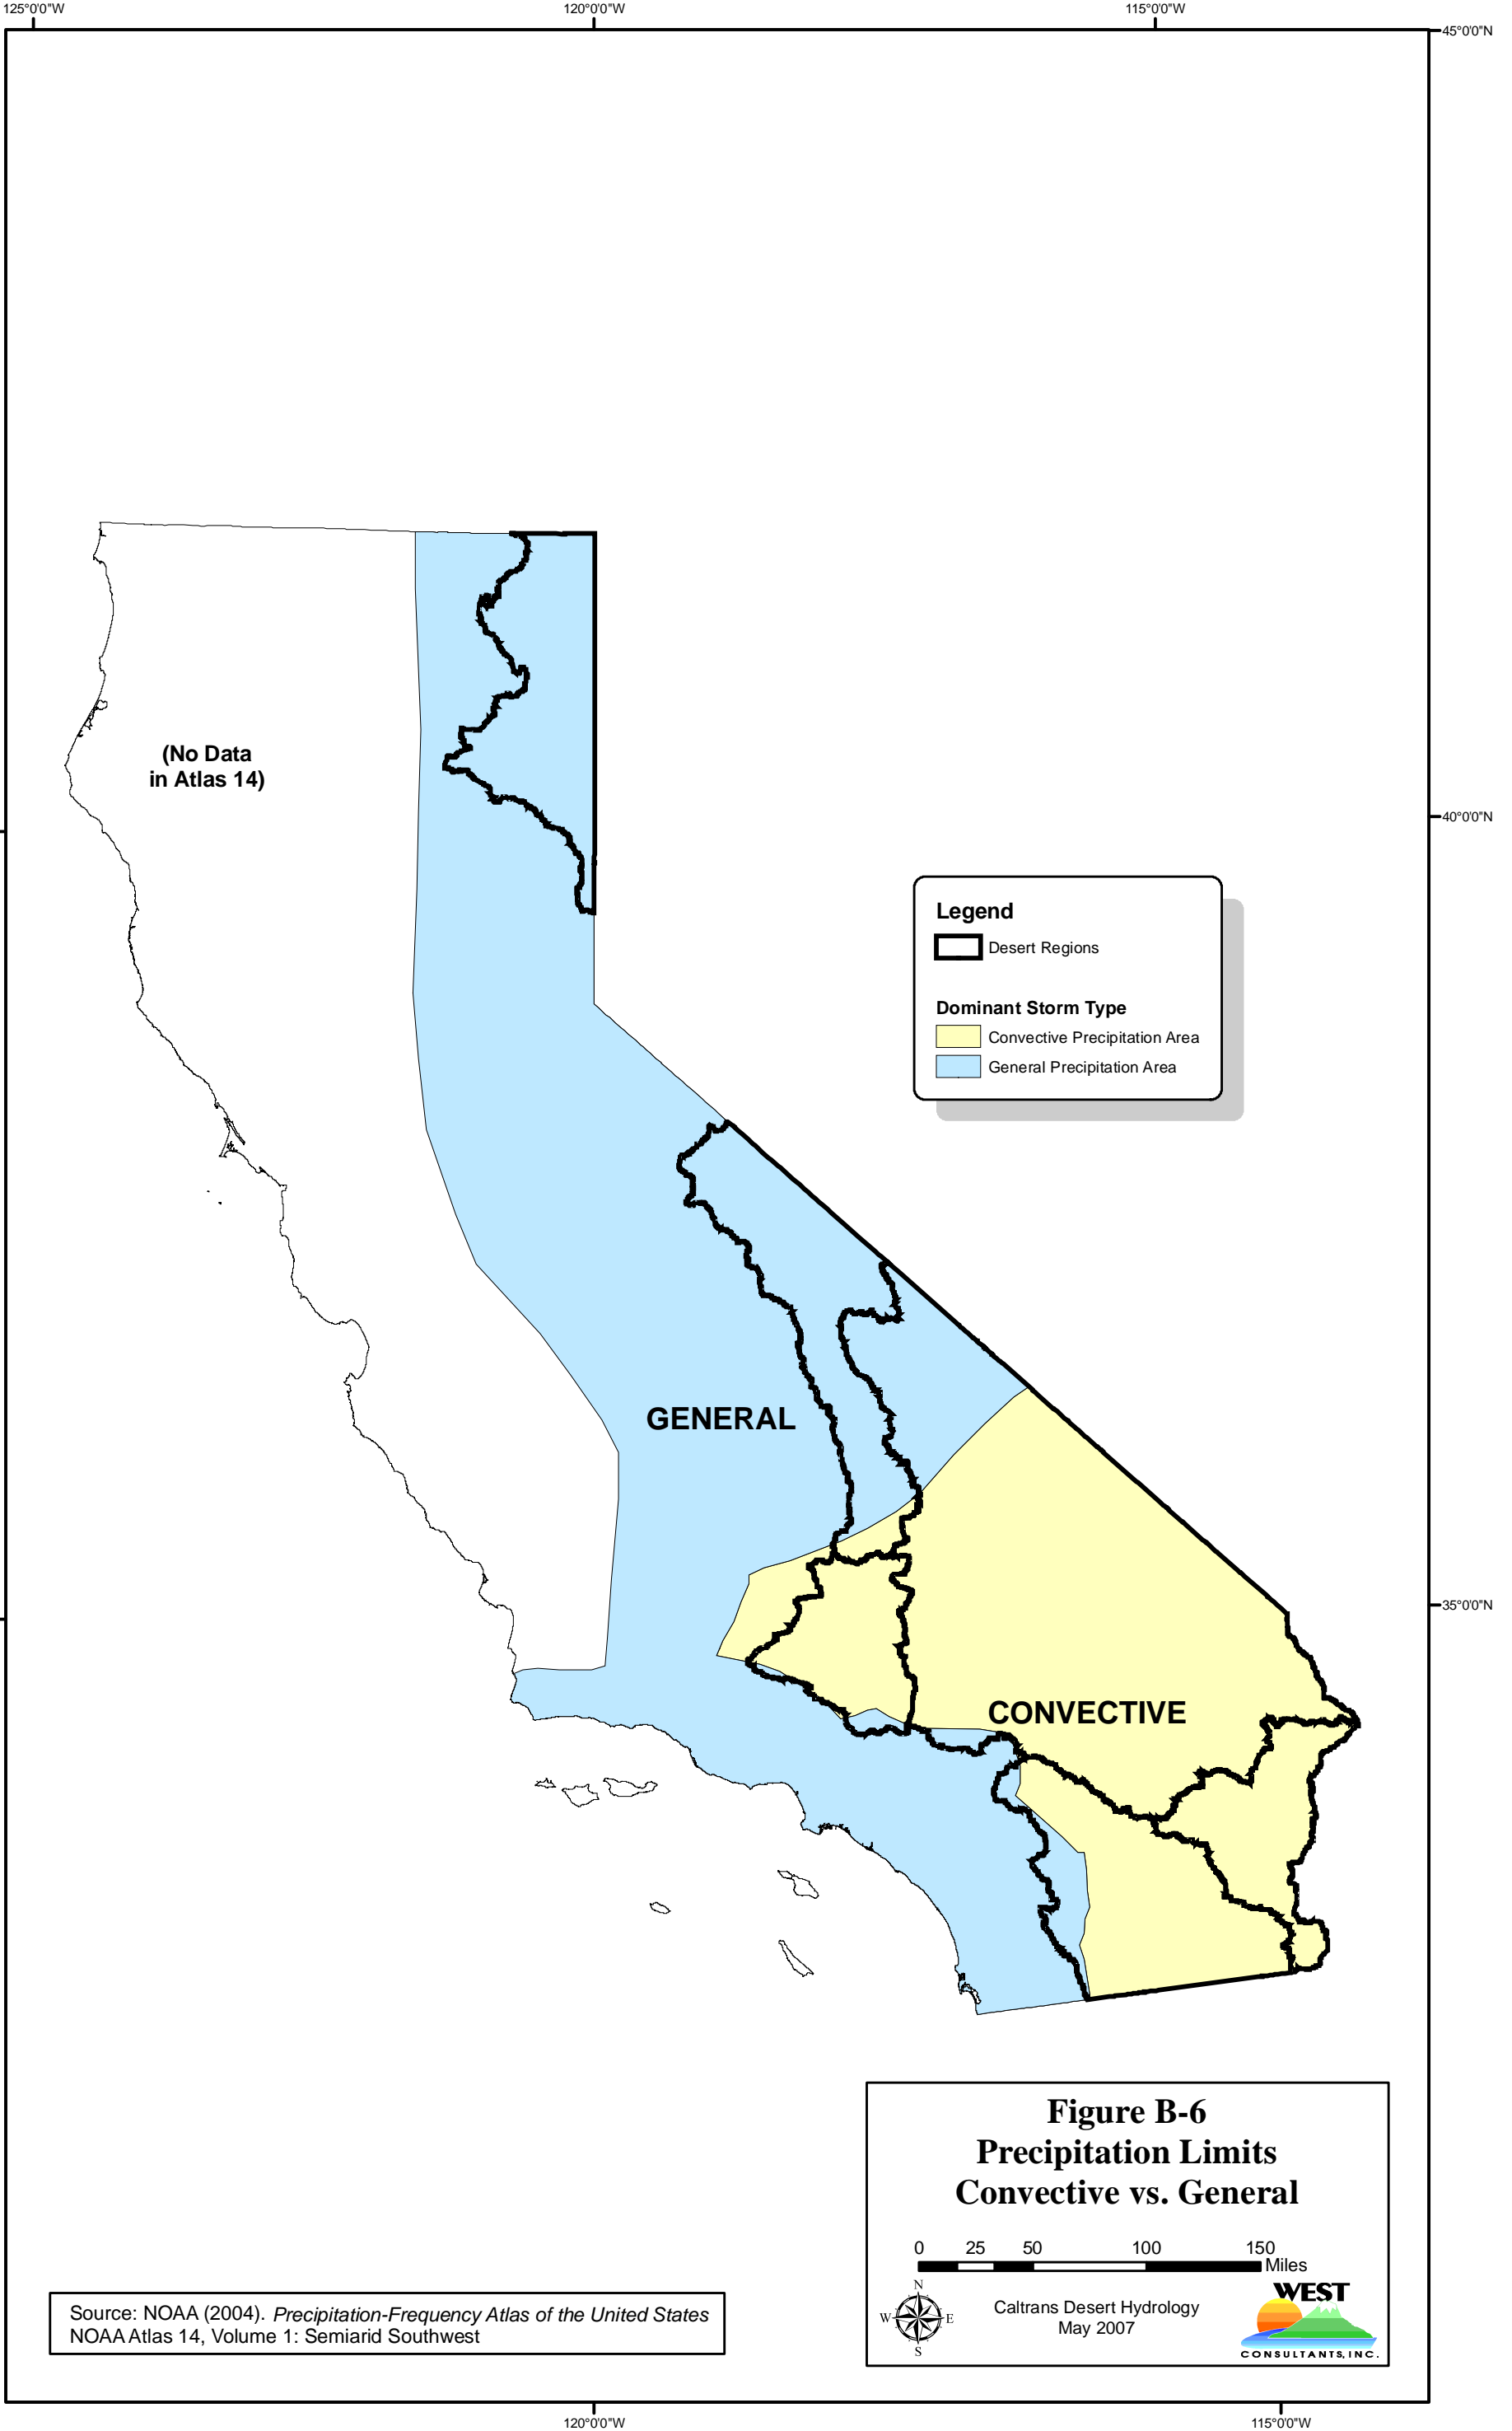 125°0'0"W
120°0'0"W
115°0'0"W
45°0'0"N
(No Data
in Atlas 14)
40°0'0"N
Legend
Desert Regions
Dominant Storm Type
Convective Precipitation Area
General Precipitation Area
GENERAL
35°0'0"N
CONVECTIVE
Figure B-6
Precipitation Limits
Convective vs. General
0 25 50 100 150
Miles
N
W E
S
Caltrans Desert Hydrology
May 2007
WEST
CONSULTANTS, INC.
Source: NOAA (2004). Precipitation-Frequency Atlas of the United States
NOAA Atlas 14, Volume 1: Semiarid Southwest
120°0'0"W
115°0'0"W